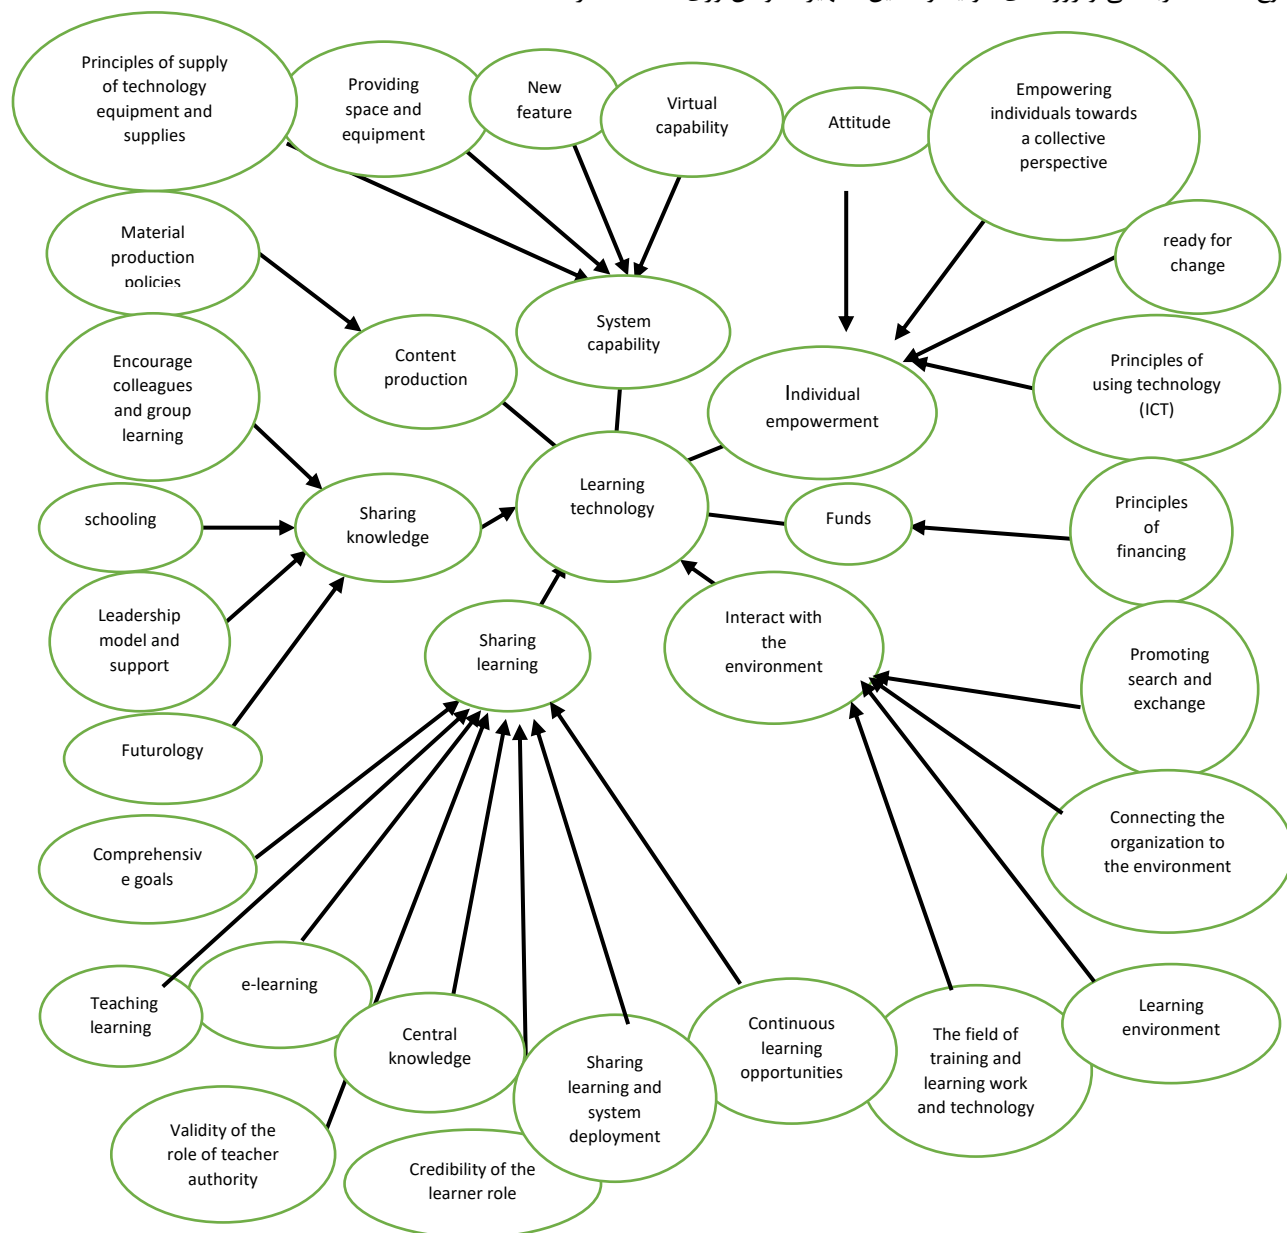 Principles of supply
of technology
equipment and
supplies
Providing
space and
equipment
New
feature
Virtual
capability
Attitude
Empowering
individuals towards
a collective
perspective
ready for
change
Material
production
policies
System
capability
Content
production
Encourage
colleagues
and group
learning
Individual
empowerment
Principles of
using technology
(ICT)
Learning
technology
Sharing
knowledge
schooling
Funds
Principles
of
financing
Leadership
model and
support
Sharing
learning
Interact with
the
environment
Promoting
search and
exchange
Futurology
Comprehensiv
e goals
Connecting the
organization to
the environment
Teaching
learning
e-learning
Central
knowledge
Sharing
learning and
system
deployment
Continuous
learning
opportunities
The field of
training and
learning work
and technology
Learning
environment
Validity of the
role of teacher
authority
Credibility of the
learner role